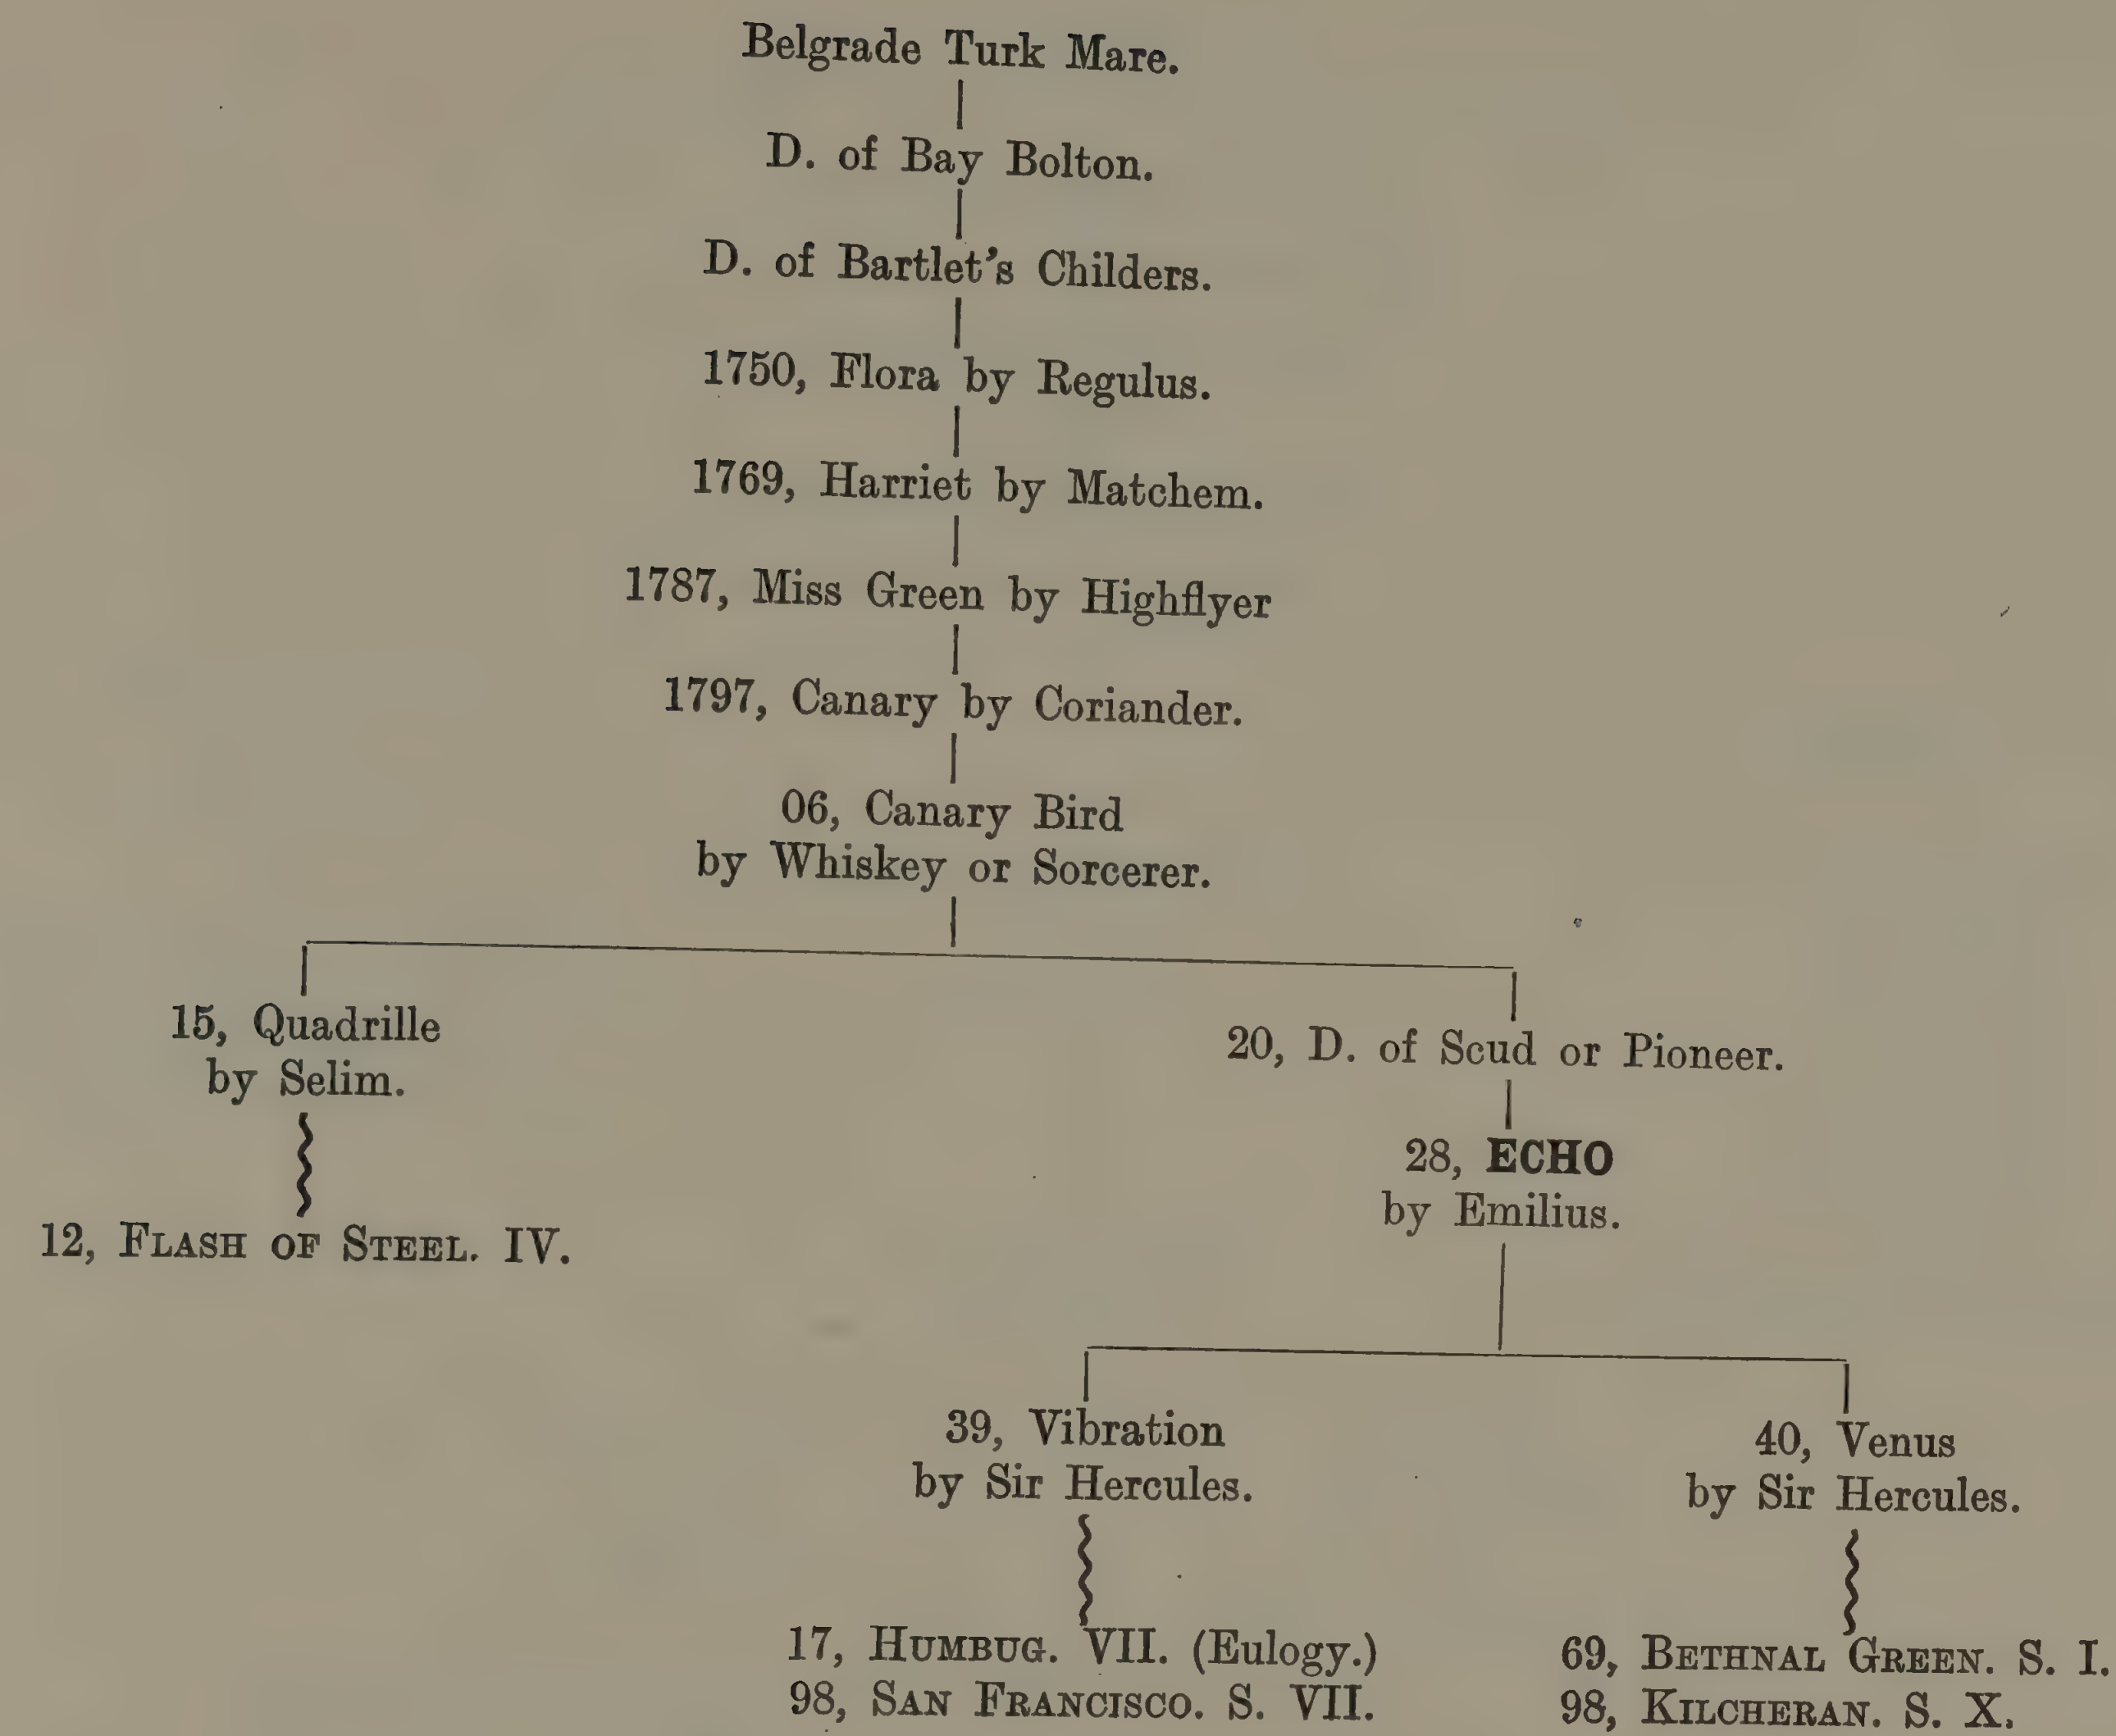 Belgrade Turk Mare.
D. of Bay Bolton.
D. of Bartlet's Childers.
1750, Flora by Regulus.
1769, Harriet by Matchem.
1787, Miss Green by Highflyer
1797, Canary by Coriander.
06, Canary Bird
by Whiskey or Sorcerer.
15, Quadrille
by Selim.
12, FLASH OF STEEL. IV.
20, D. of Scud or Pioneer.
28, ECHO
by Emilius.
39, Vibration
by Sir Hercules.
17, HUMBUG. VII. (Eulogy.)
98, SAN FRANCISCO. S. VII.
40, Venus
by Sir Hercules.
69, BETHNAL GREEN. S. I.
98, KILCHERAN. S. X.